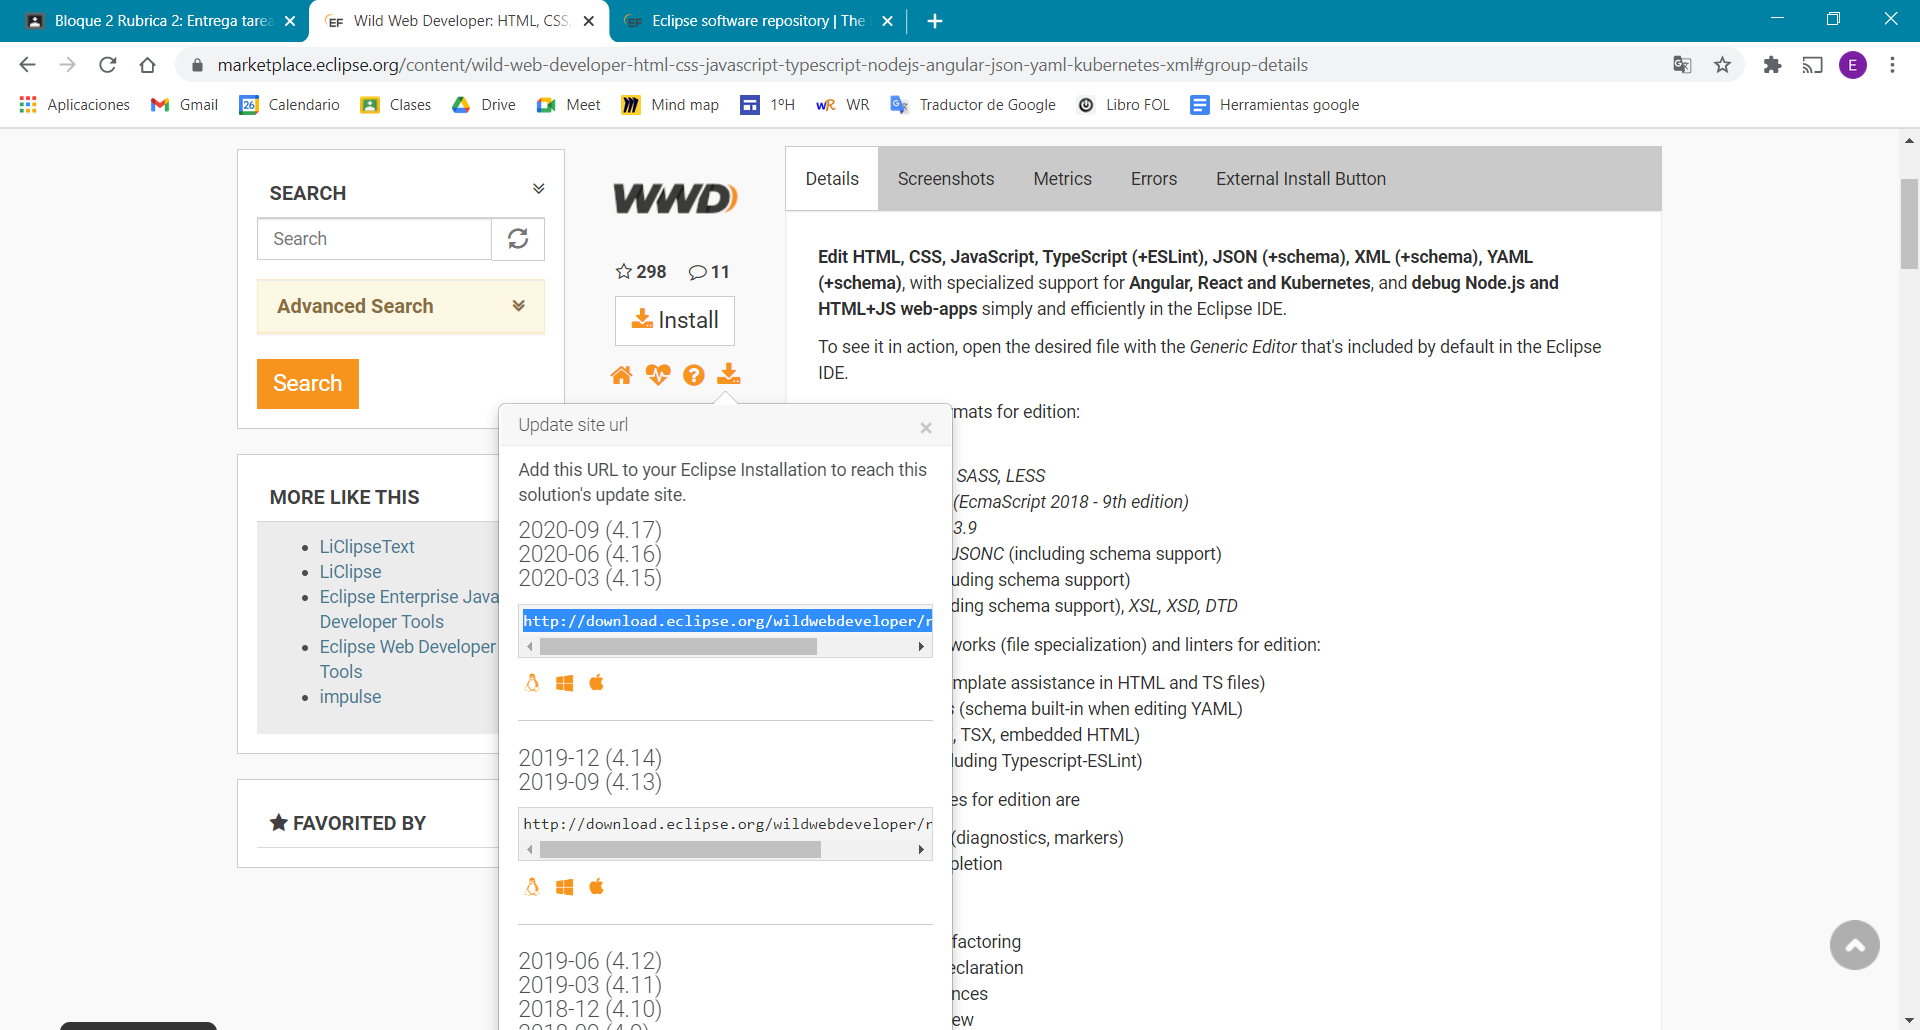 Bloque 2 Rubrica 2: Entrega tarea
Wild Web Developer: HTML, CSS,
Eclipse software repository | The
marketplace.eclipse.org/content/wild-web-developer-html-css-javascript-typescript-nodejs-angular-json-yaml-kubernetes-xml#group-details
E
Aplicaciones
Gmail
26
Calendario
Clases
Drive
Meet
Mind map
1ºH
WR
WR
Traductor de Google
Libro FOL
Herramientas google
SEARCH
Search
Advanced Search
Search
MORE LIKE THIS
LiClipseText
LiClipse
Eclipse Enterprise Java
Developer Tools
Eclipse Web Developer
Tools
impulse
FAVORITED BY
WWD
298
11
Install
Update site url
Add this URL to your Eclipse Installation to reach this
solution's update site.
2020-09 (4.17)
2020-06 (4.16)
2020-03 (4.15)
http://download.eclipse.org/wildwebdeveloper/r
2019-12 (4.14)
2019-09 (4.13)
http://download.eclipse.org/wildwebdeveloper/r
2019-06 (4.12)
2019-03 (4.11)
2018-12 (4.10)
2018-09 (4.9)
Details
Screenshots
Metrics
Errors
External Install Button
Edit HTML, CSS, JavaScript, TypeScript (+ESLint), JSON (+schema), XML (+schema), YAML
(+schema), with specialized support for Angular, React and Kubernetes, and debug Node.js and
HTML+JS web-apps simply and efficiently in the Eclipse IDE.
To see it in action, open the desired file with the Generic Editor that's included by default in the Eclipse
IDE.
mats for edition:
SASS, LESS
(EcmaScript 2018 - 9th edition)
3.9
JSONC (including schema support)
uding schema support)
ding schema support), XSL, XSD, DTD
works (file specialization) and linters for edition:
mplate assistance in HTML and TS files)
s (schema built-in when editing YAML)
, TSX, embedded HTML)
luding Typescript-ESLint)
es for edition are
(diagnostics, markers)
pletion
factoring
eclaration
nces
ew